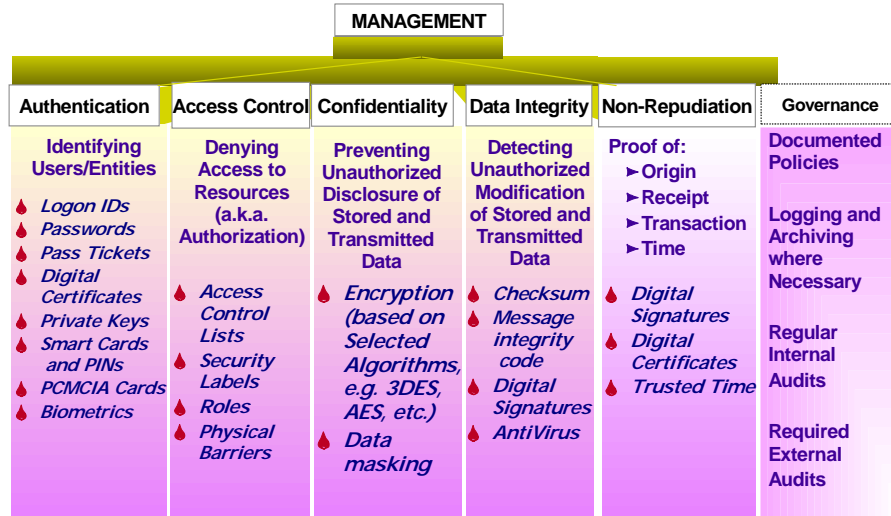 MANAGEMENT
Authentication
Identifying
Users/Entities
Logon IDs
Passwords
Pass Tickets
Digital
Certificates
Private Keys
Smart Cards
and PINs
PCMCIA Cards
Biometrics
Access Control
Denying
Access to
Resources
(a.k.a.
Authorization)
Access
Control
Lists
Security
Labels
Roles
Physical
Barriers
Confidentiality
Preventing
Unauthorized
Disclosure of
Stored and
Transmitted
Data
Encryption
(based on
Selected
Algorithms,
e.g. 3DES,
AES, etc.)
Data
masking
Data Integrity
Detecting
Unauthorized
Modification
of Stored and
Transmitted
Data
Checksum
Message
integrity
code
Digital
Signatures
AntiVirus
Non-Repudiation
Proof of:
➤ Origin
➤ Receipt
➤ Transaction
➤ Time
Digital
Signatures
Digital
Certificates
Trusted Time
Governance
Documented
Policies
Logging and
Archiving
where
Necessary
Regular
Internal
Audits
Required
External
Audits